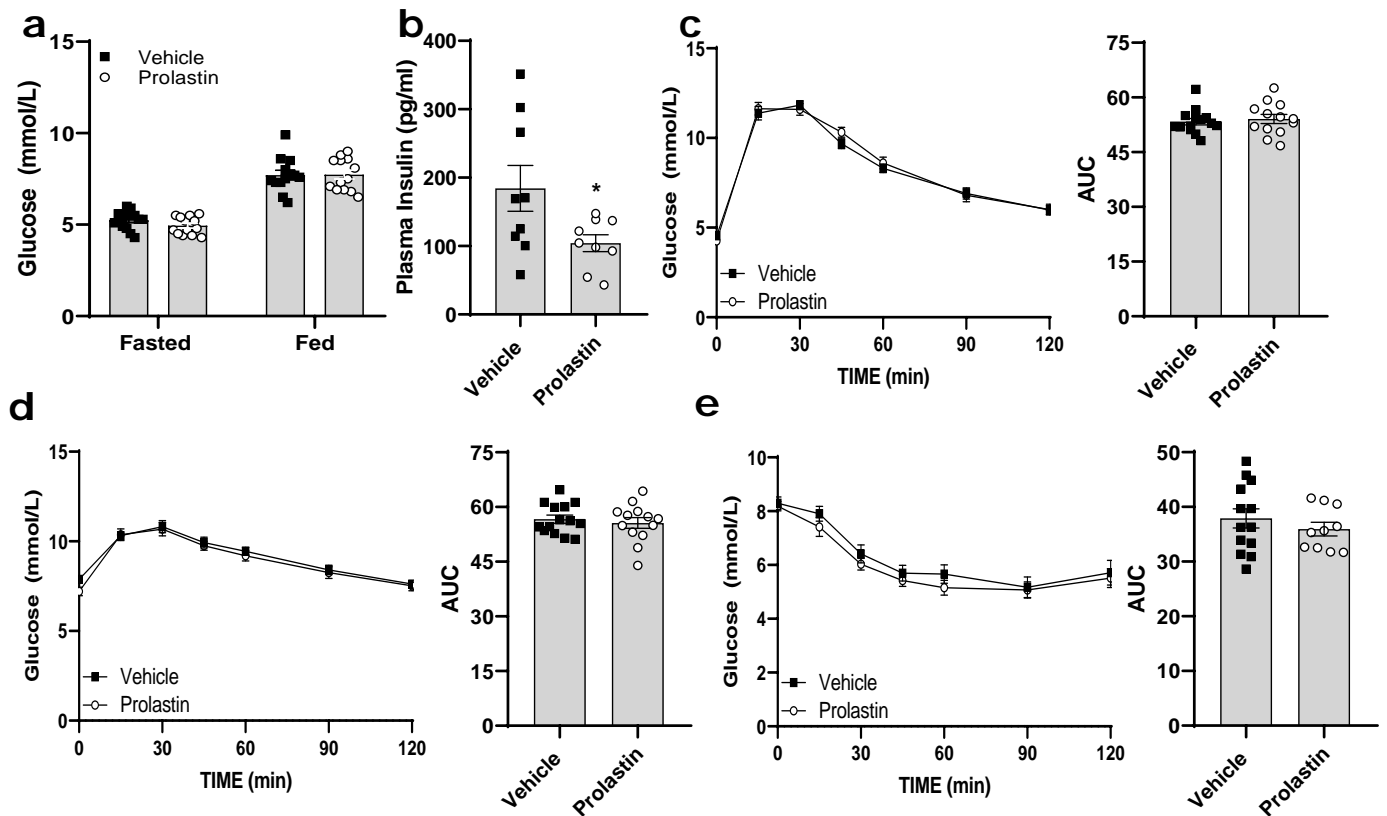 a
15
10
5
0
Glucose (mmol/L)
Vehicle
Prolastin
Fasted
Fed
b
400
300
200
100
0
Plasma Insulin (pg/ml)
*
Vehicle
Prolastin
c
15
10
5
0
Glucose (mmol/L)
Vehicle
Prolastin
0 30 60 90 120
TIME (min)
75
60
45
30
15
0
AUC
Vehicle
Prolastin
d
15
10
5
0
Glucose (mmol/L)
Vehicle
Prolastin
0 30 60 90 120
TIME (min)
75
60
45
30
15
0
AUC
Vehicle
Prolastin
e
10
8
6
4
2
0
Glucose (mmol/L)
Vehicle
Prolastin
0 30 60 90 120
TIME (min)
50
40
30
20
10
0
AUC
Vehicle
Prolastin